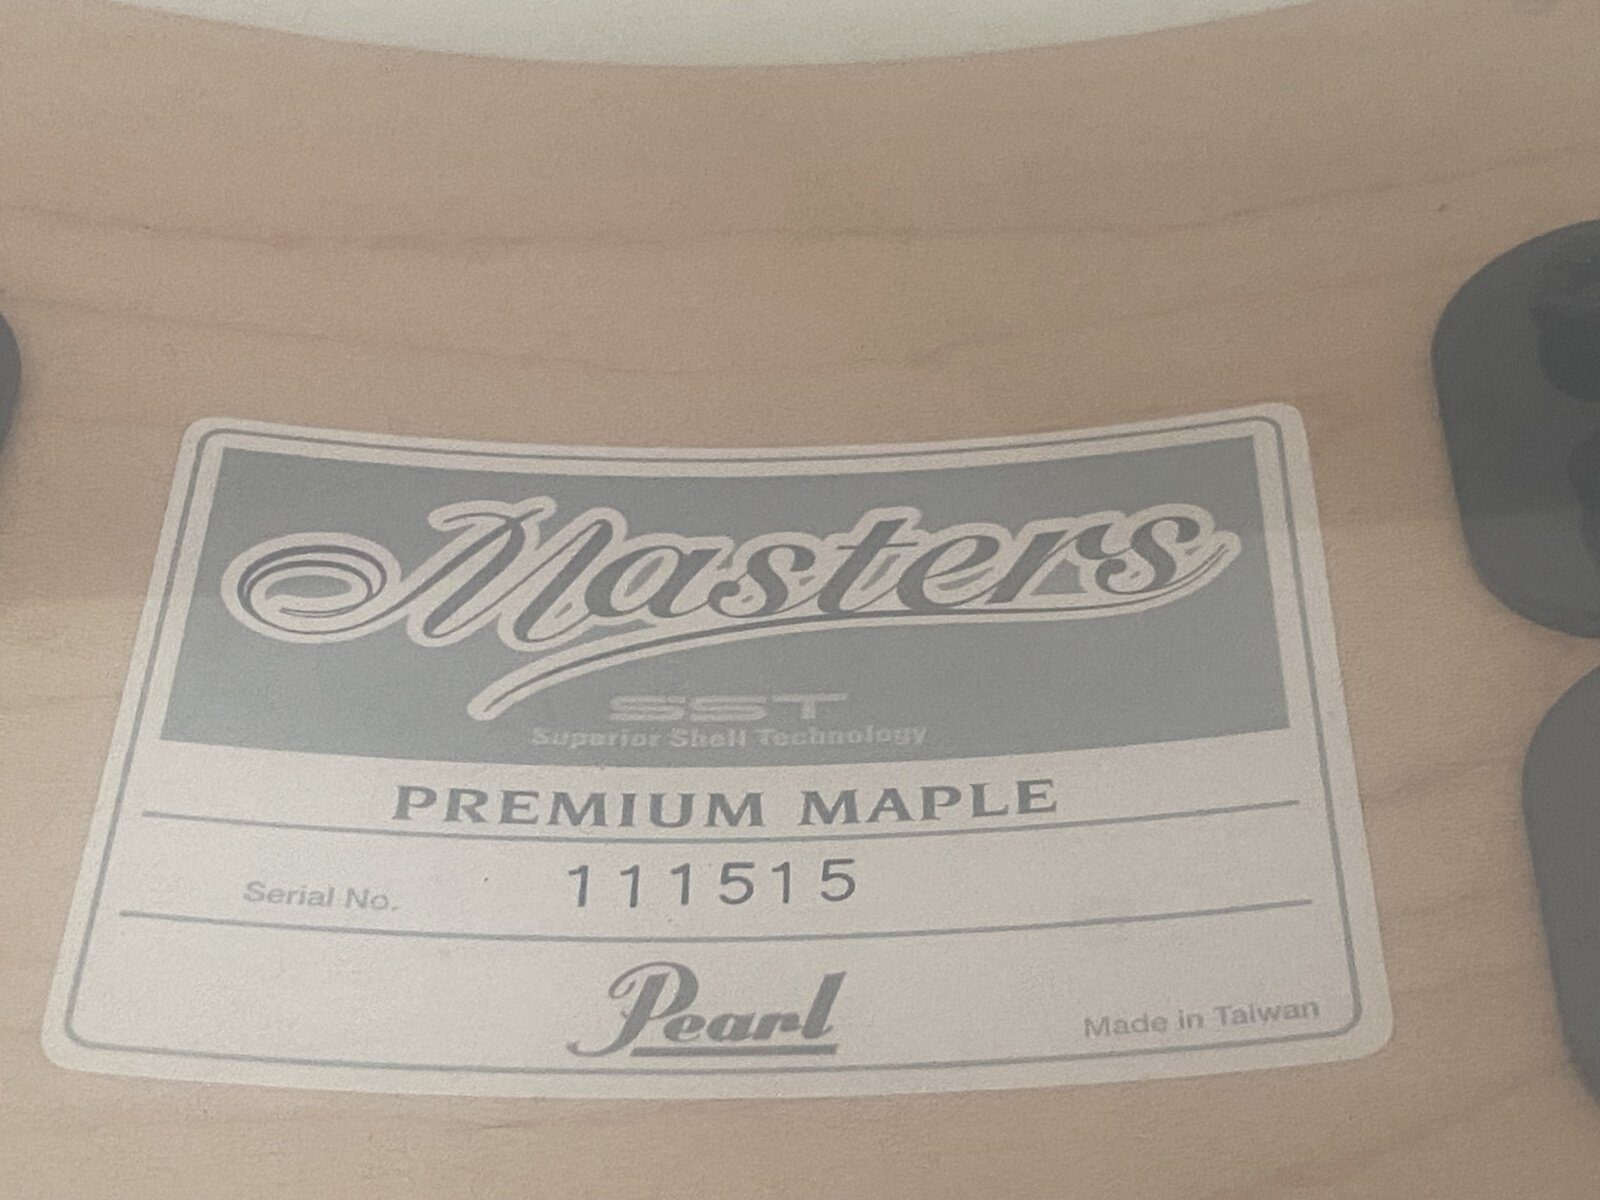 Masters
SST
Superior Shell Technology
PREMIUM MAPLE
Serial No. 111515
Pearl
Made in Taiwan